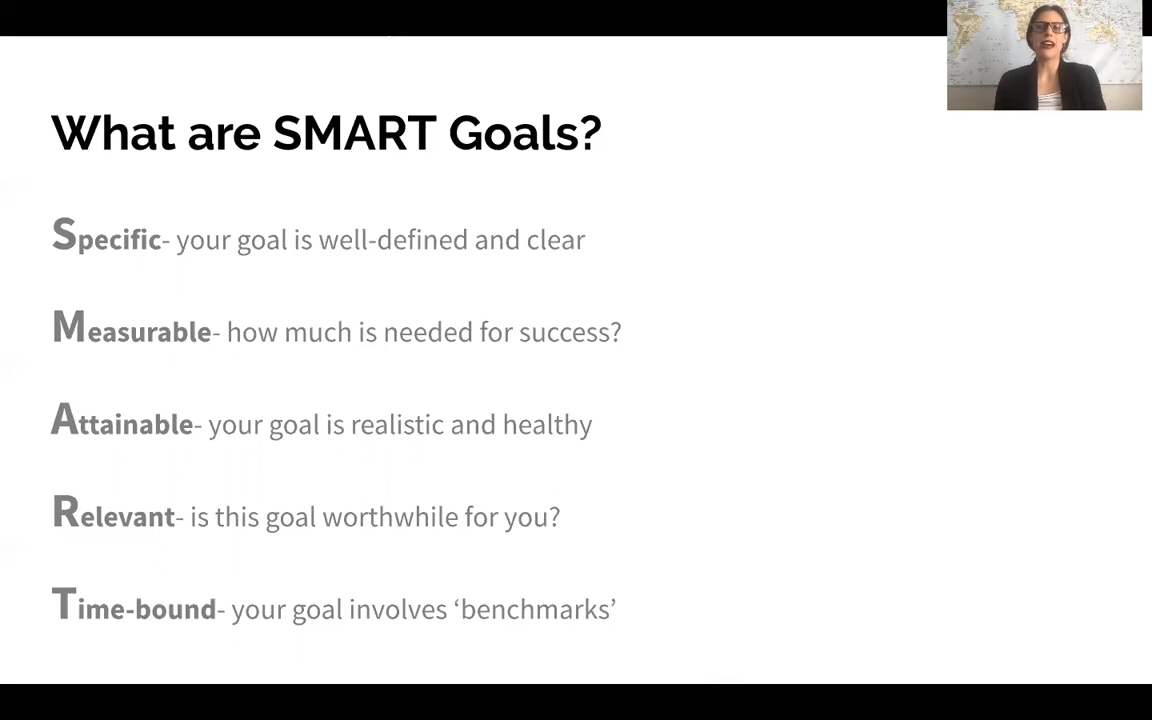 What are SMART Goals?
Specific- your goal is well-defined and clear
Measurable- how much is needed for success?
Attainable- your goal is realistic and healthy
Relevant- is this goal worthwhile for you?
Time-bound- your goal involves ‘benchmarks’